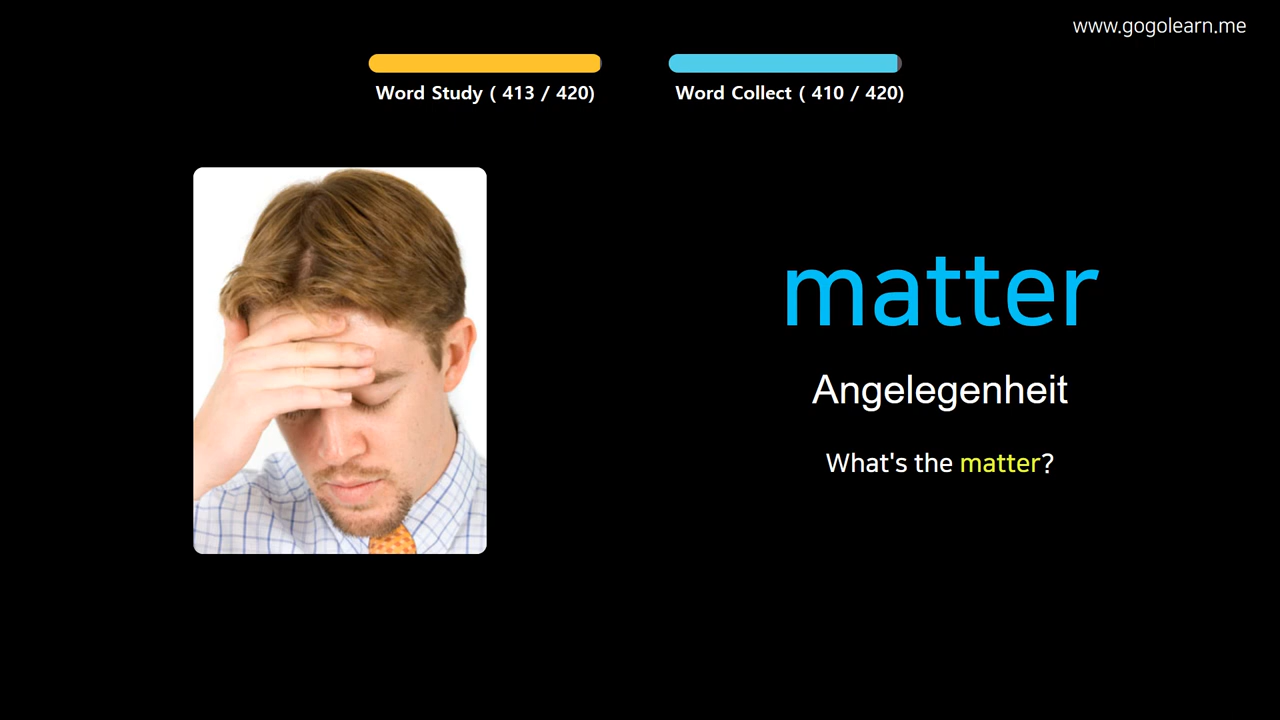 www.gogolearn.me
Word Study ( 413 / 420)
Word Collect ( 410 / 420)
matter
Angelegenheit
What's the matter?